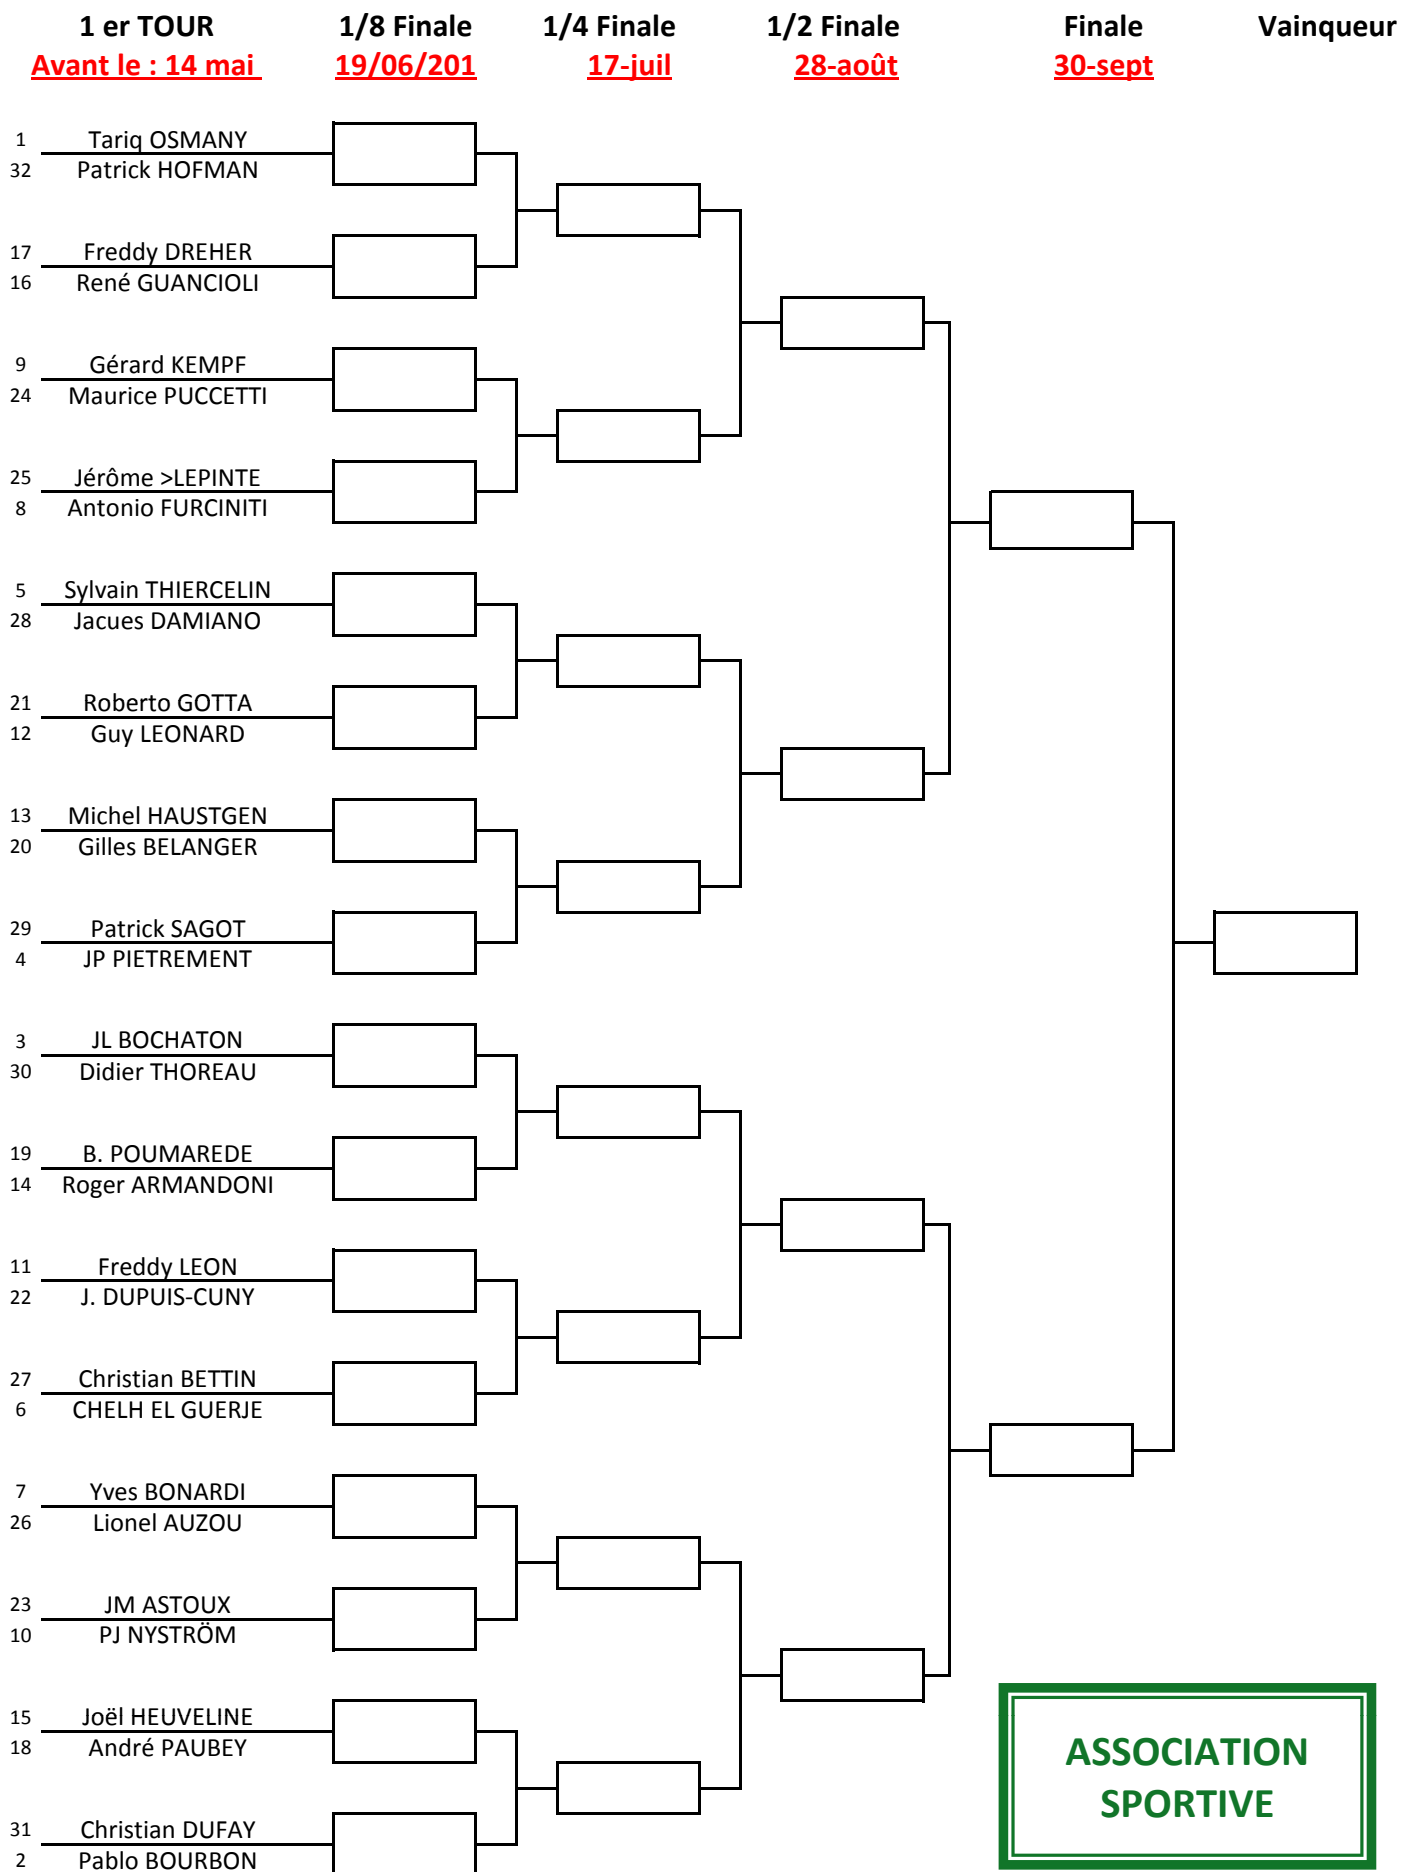 1 er TOUR 1/8 Finale 1/4 Finale 1/2 Finale Finale Vainqueur
Avant le : 14 mai 19/06/201 17-juil 28-août 30-sept
1 Tariq OSMANY
32 Patrick HOFMAN
17 Freddy DREHER
16 René GUANCIOLI
9 Gérard KEMPF
24 Maurice PUCCETTI
25 Jérôme >LEPINTE
8 Antonio FURCINITI
5 Sylvain THIERCELIN
28 Jacues DAMIANO
21 Roberto GOTTA
12 Guy LEONARD
13 Michel HAUSTGEN
20 Gilles BELANGER
29 Patrick SAGOT
4 JP PIETREMENT
3 JL BOCHATON
30 Didier THOREAU
19 B. POUMAREDE
14 Roger ARMANDONI
11 Freddy LEON
22 J. DUPUIS-CUNY
27 Christian BETTIN
6 CHELH EL GUERJE
7 Yves BONARDI
26 Lionel AUZOU
23 JM ASTOUX
10 PJ NYSTRÖM
15 Joël HEUVELINE
18 André PAUBEY
31 Christian DUFAY
2 Pablo BOURBON
ASSOCIATION
SPORTIVE